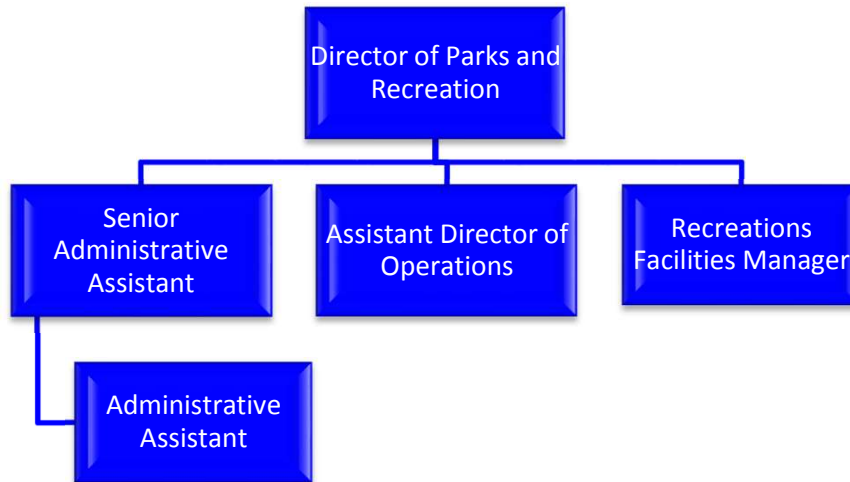 Director of Parks and
Recreation
Senior
Administrative
Assistant
Assistant Director of
Operations
Recreations
Facilities Manager
Administrative
Assistant